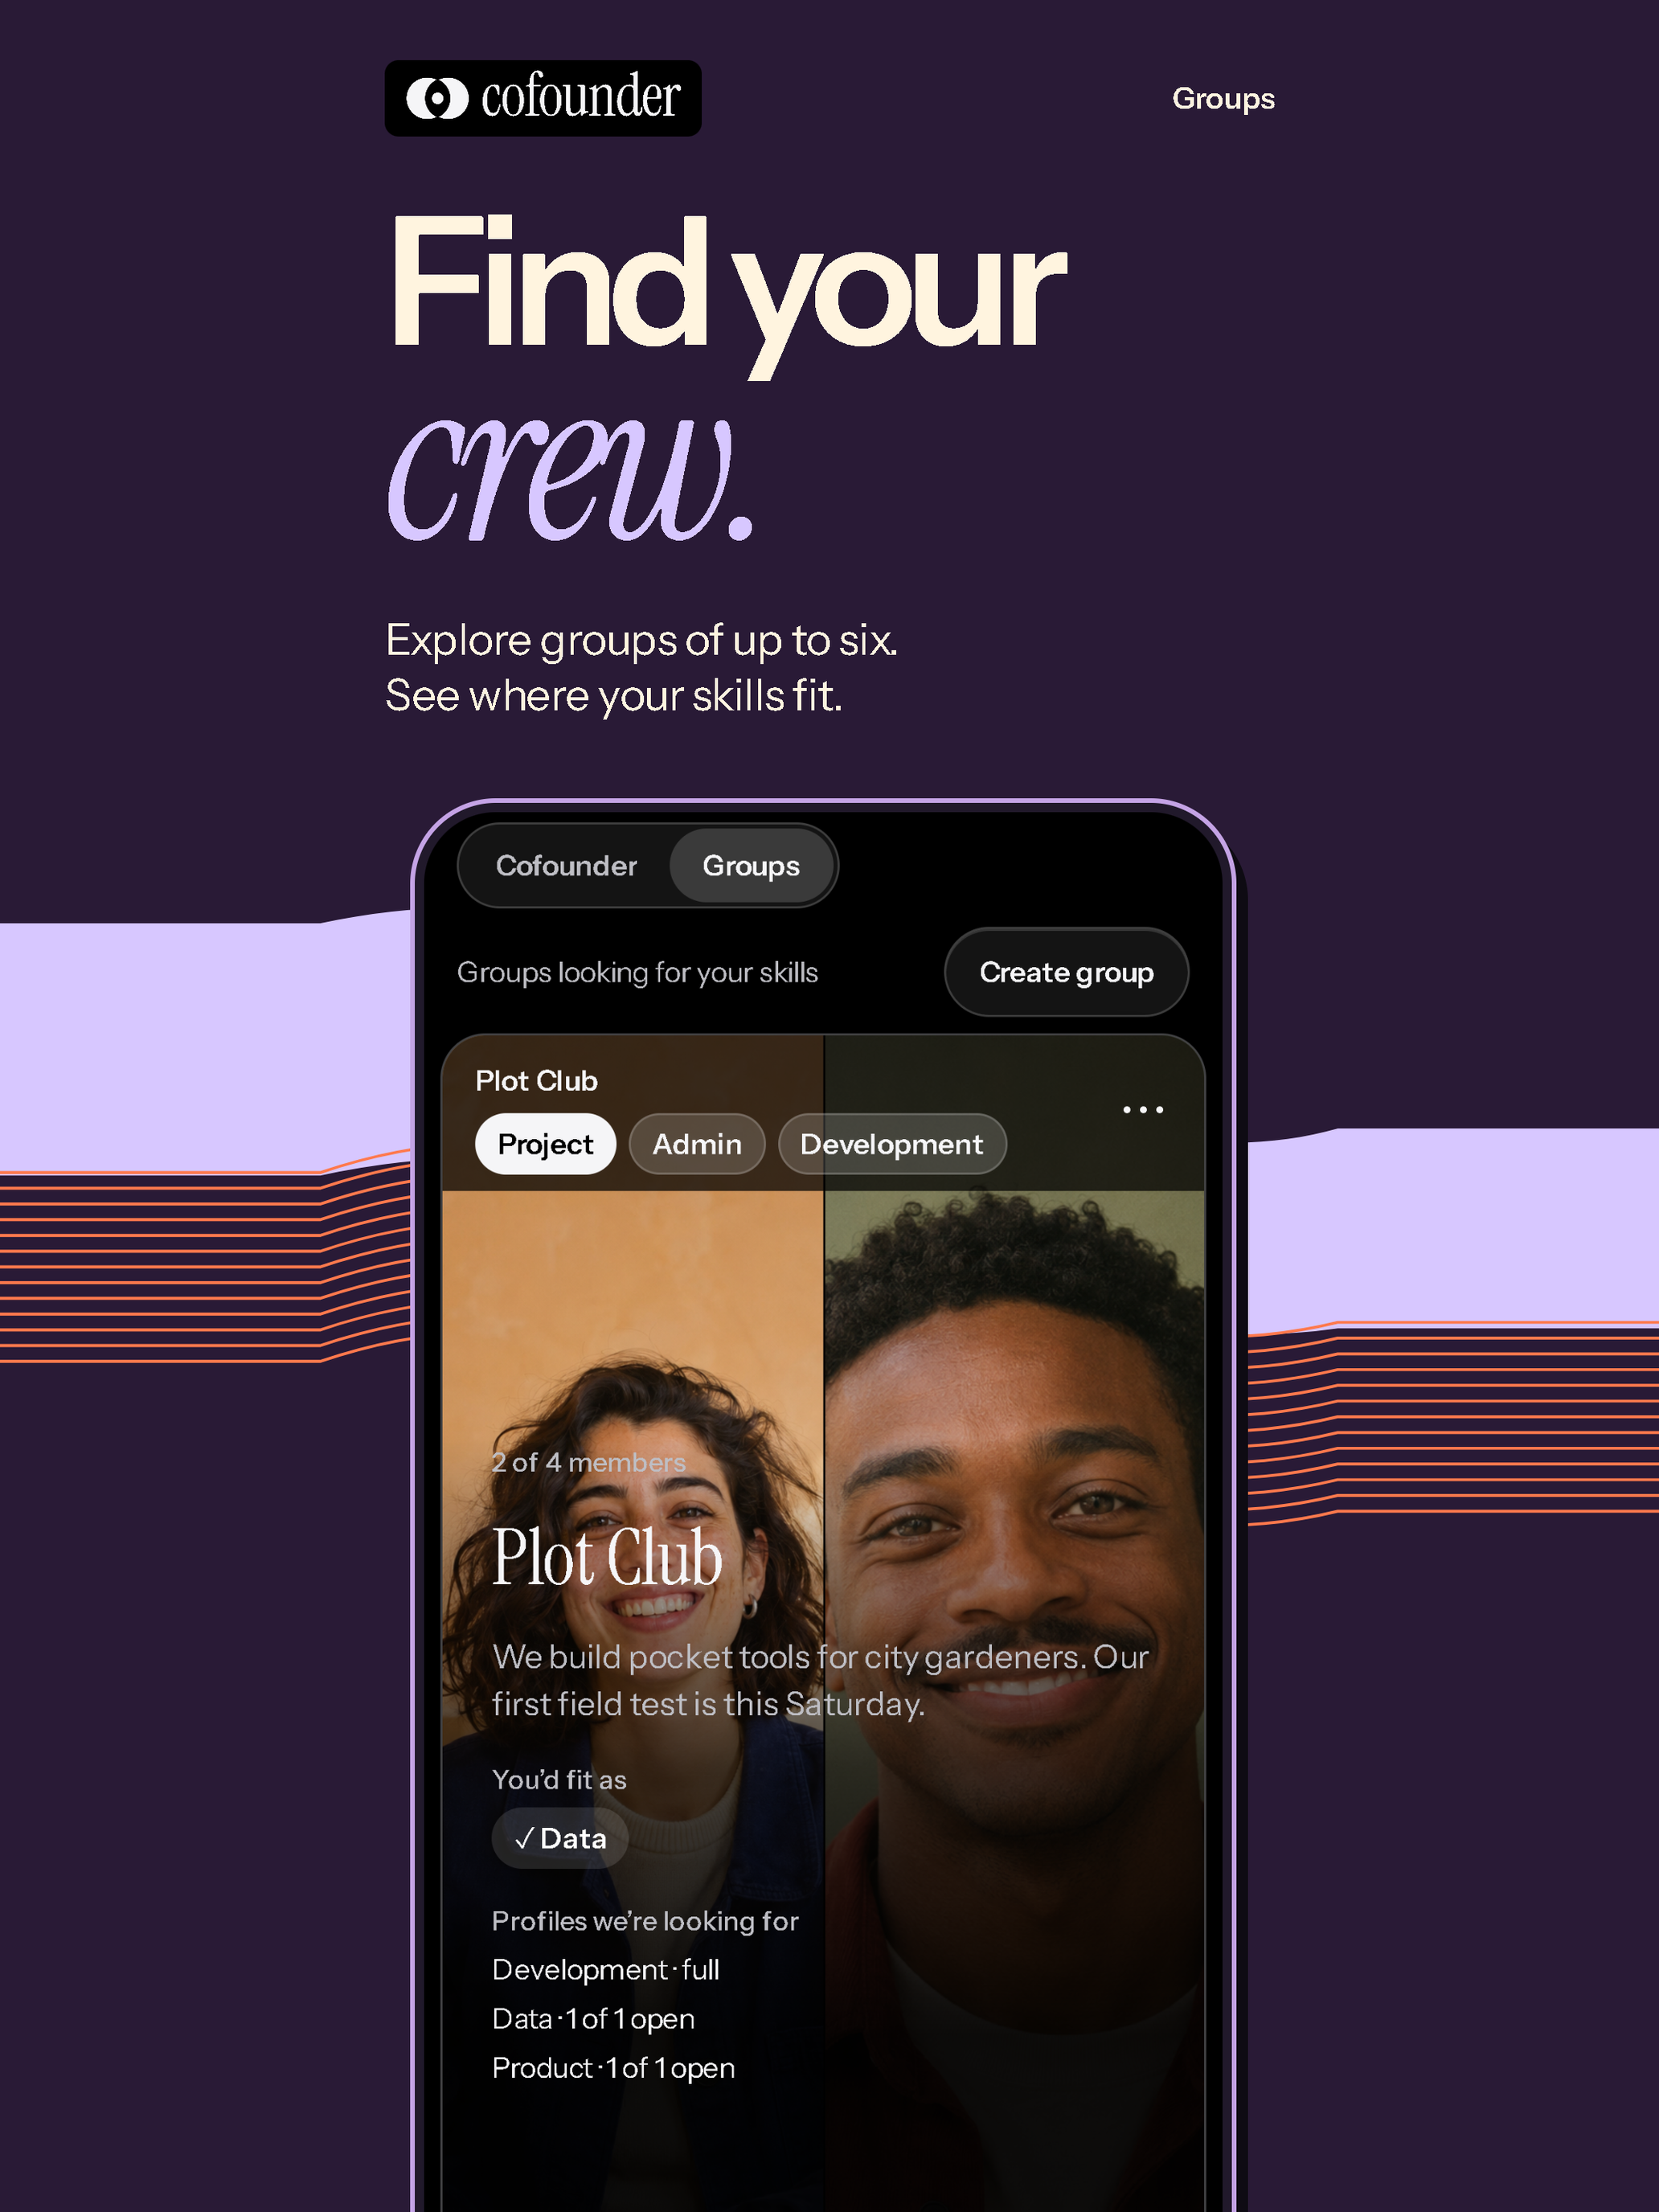 cofounder
Groups
Find your
crew.
Explore groups of up to six.
See where your skills fit.
Cofounder
Groups
Groups looking for your skills
Create group
Plot Club
Project
Admin
Development
2 of 4 members
Plot Club
We build pocket tools for city gardeners. Our
first field test is this Saturday.
You’d fit as
✓ Data
Profiles we’re looking for
Development · full
Data · 1 of 1 open
Product · 1 of 1 open